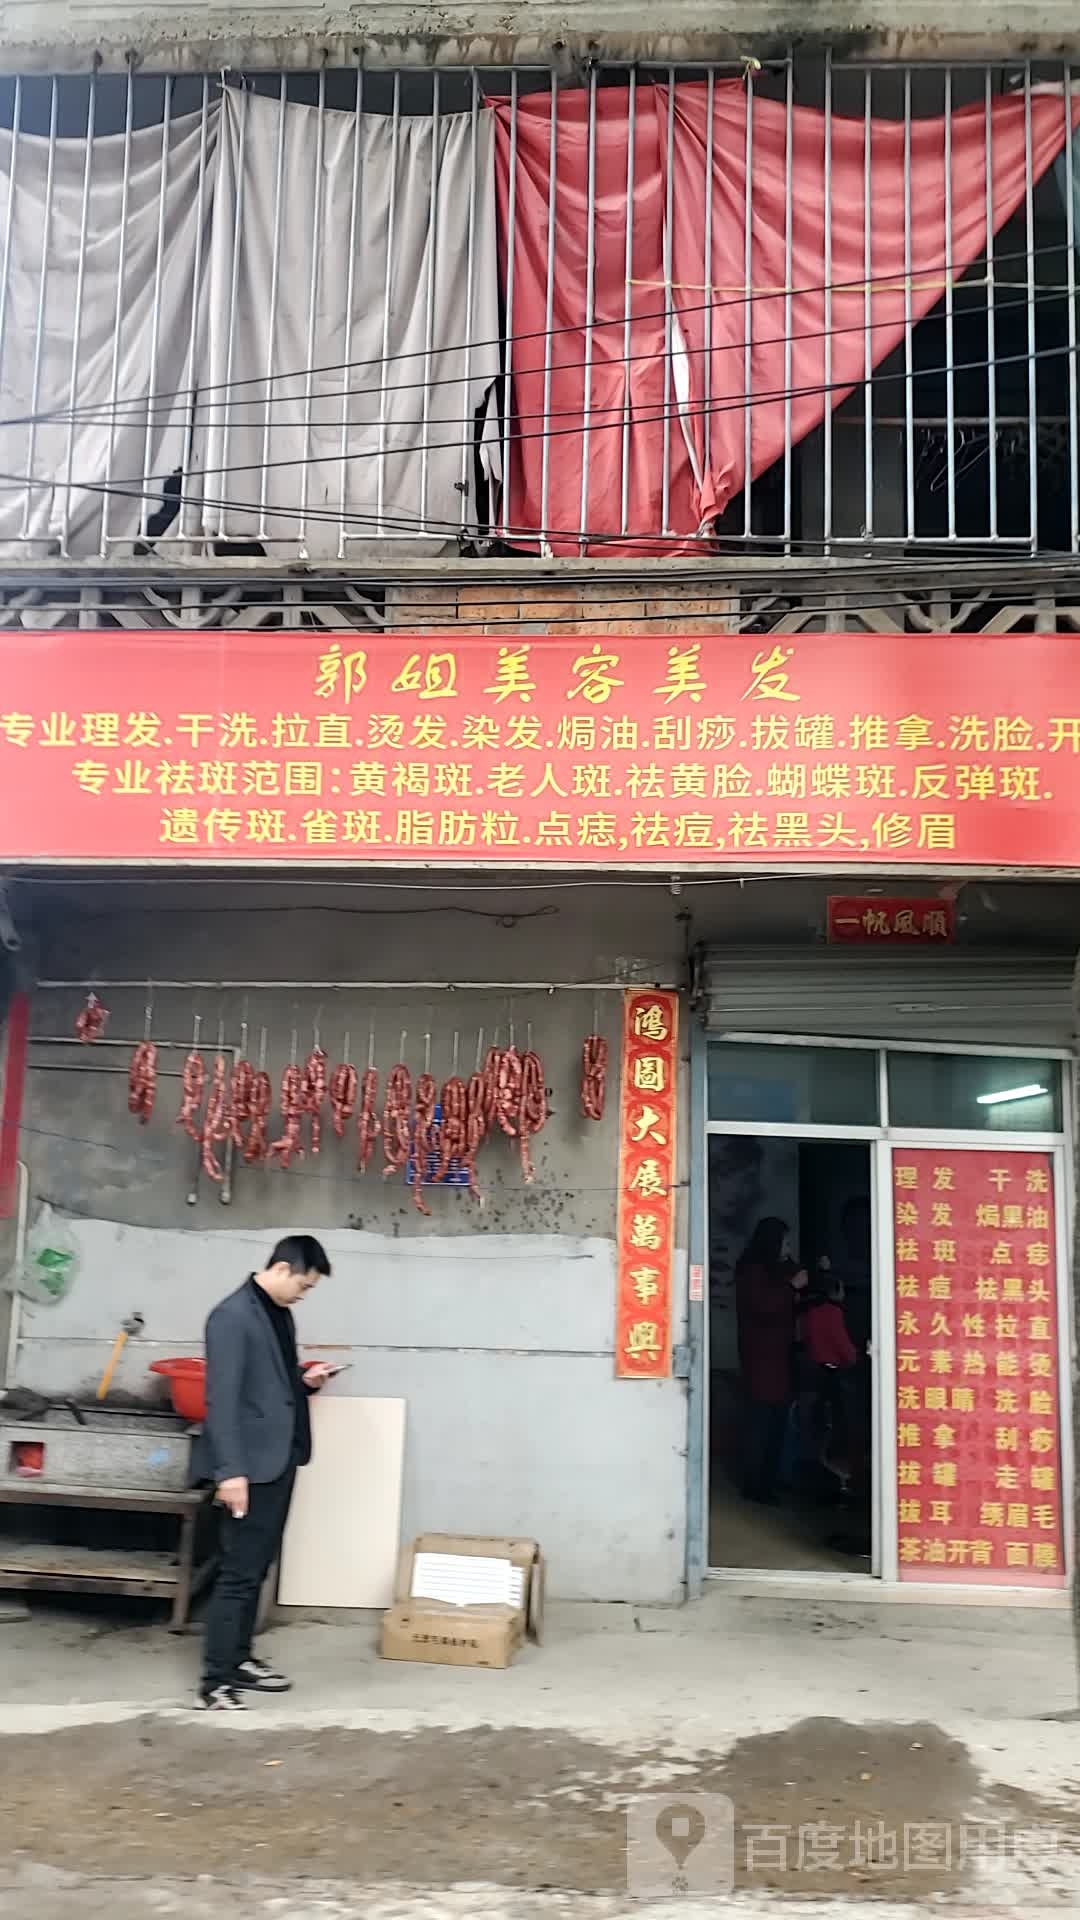 郭姐美容美发
专业理发.干洗.拉直.烫发.染发.焗油.刮痧.拔罐.推拿.洗脸.开
专业祛斑范围:黄褐斑.老人斑.祛黄脸.蝴蝶斑.反弹斑.
遗传斑.雀斑.脂肪粒.点痣,祛痘,祛黑头,修眉
一帆風順
鴻圖大展萬事興
理发 干洗
染发 焗黑油
祛斑 点痣
祛痘 祛黑头
永久性拉直
元素热能烫
洗眼睛 洗脸
推拿 刮痧
拔罐 走罐
拔耳 绣眉毛
茶油开背 面膜
百度地图用户